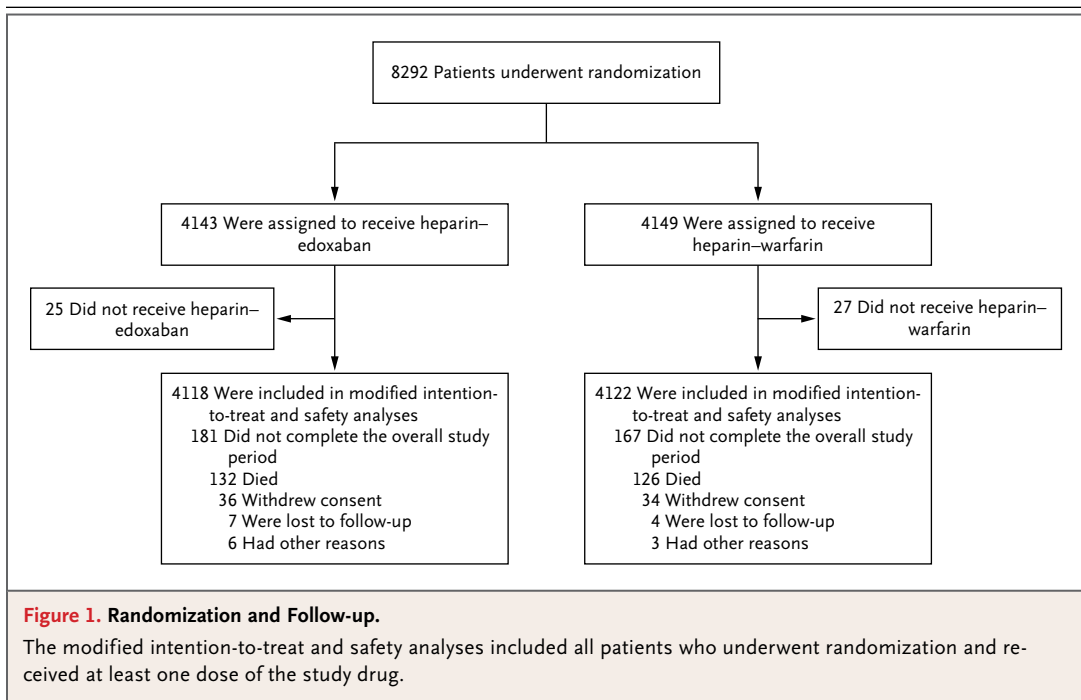 8292 Patients underwent randomization
4143 Were assigned to receive heparin–
edoxaban
4149 Were assigned to receive
heparin–warfarin
25 Did not receive heparin–
edoxaban
27 Did not receive heparin–
warfarin
4118 Were included in modified intention-
to-treat and safety analyses
181 Did not complete the overall study
period
132 Died
36 Withdrew consent
7 Were lost to follow-up
6 Had other reasons
4122 Were included in modified intention-
to-treat and safety analyses
167 Did not complete the overall study
period
126 Died
34 Withdrew consent
4 Were lost to follow-up
3 Had other reasons
Figure 1. Randomization and Follow-up.
The modified intention-to-treat and safety analyses included all patients who underwent randomization and re-
ceived at least one dose of the study drug.